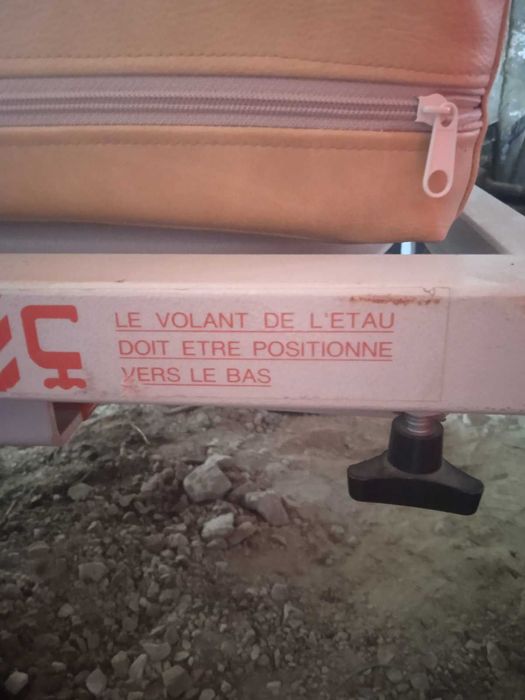 LE VOLANT DE L'ETAU
DOIT ETRE POSITIONNE
VERS LE BAS